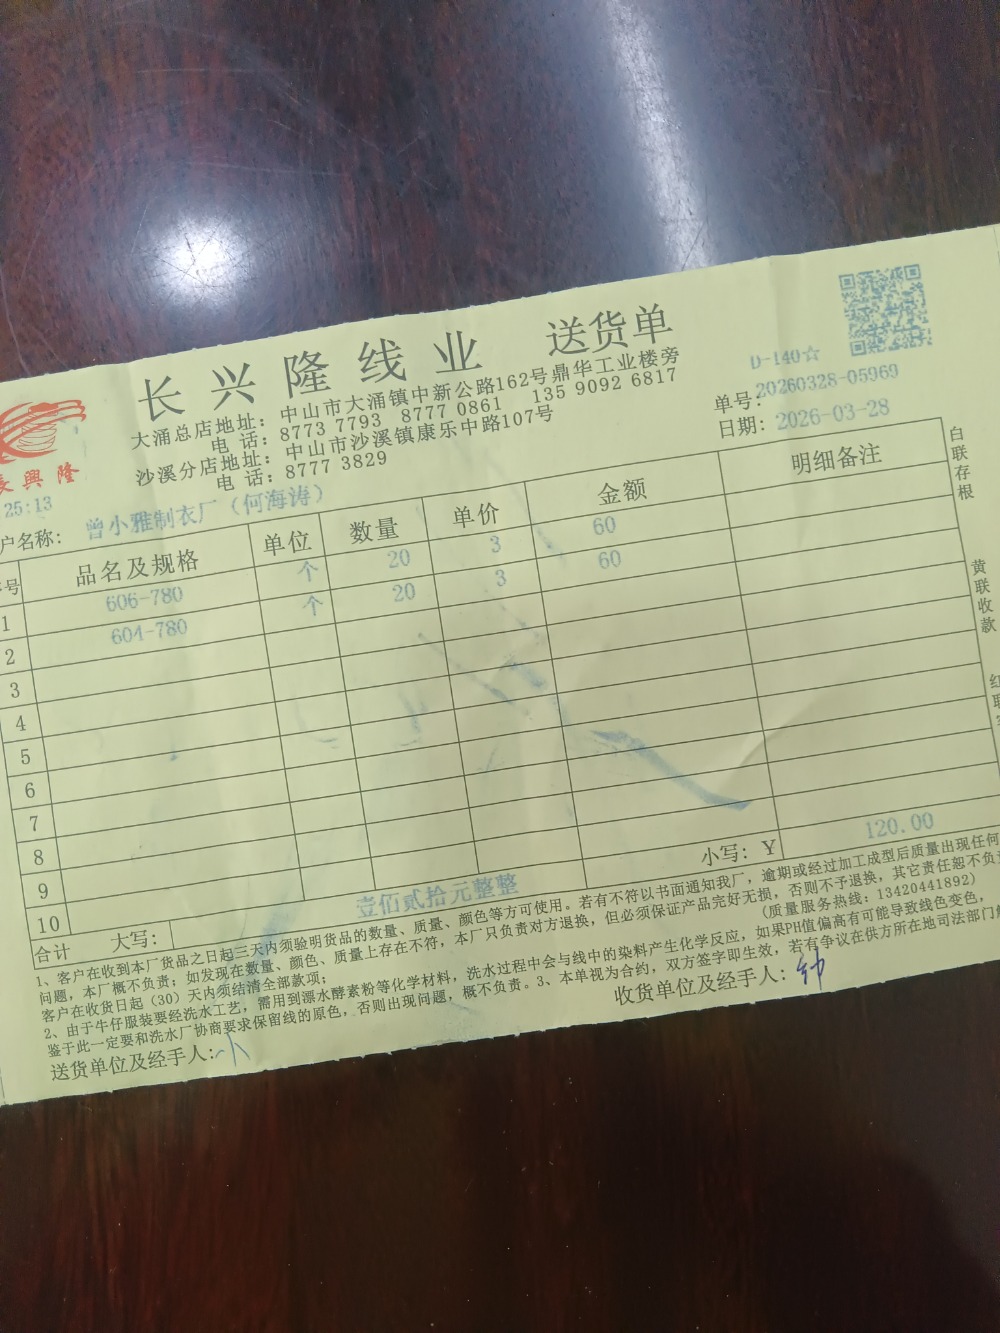 长兴隆线业 送货单
大涌总店地址: 中山市大涌镇中新公路162号鼎华工业楼旁
电 话: 8773 7793 8777 0861 135 9092 6817
沙溪分店地址: 中山市沙溪镇康乐中路107号
电 话: 8777 3829
D-140☆
单号: 20260328-05969
日期: 2026-03-28
長興隆
25:13
户名称: 曾小雅制衣厂(何海涛)
号 品名及规格 单位 数量 单价 金额 明细备注
1 606-780 个 20 3 60
2 604-780 个 20 3 60
3
4
5
6
7
8
9
10
合计 大写: 壹佰贰拾元整整 小写: ¥ 120.00
1、客户在收到本厂货品之日起三天内须验明货品的数量、质量、颜色等方可使用。若有不符以书面通知我厂,逾期或经过加工成型后质量出现任何
问题,本厂概不负责;如发现在数量、颜色、质量上存在不符,本厂只负责对方退换,但必须保证产品完好无损,否则不予退换,其它责任恕不负责
客户在收货日起(30)天内须结清全部款项; (质量服务热线:13420441892)
2、由于牛仔服装要经洗水工艺,需用到漂水酵素粉等化学材料,洗水过程中会与线中的染料产生化学反应,如果PH值偏高有可能导致线色变色,
鉴于此一定要和洗水厂协商要求保留线的原色,否则出现问题,概不负责。3、本单视为合约,双方签字即生效,若有争议在供方所在地司法部门
送货单位及经手人: 收货单位及经手人:
白联存根
黄联收款
红联